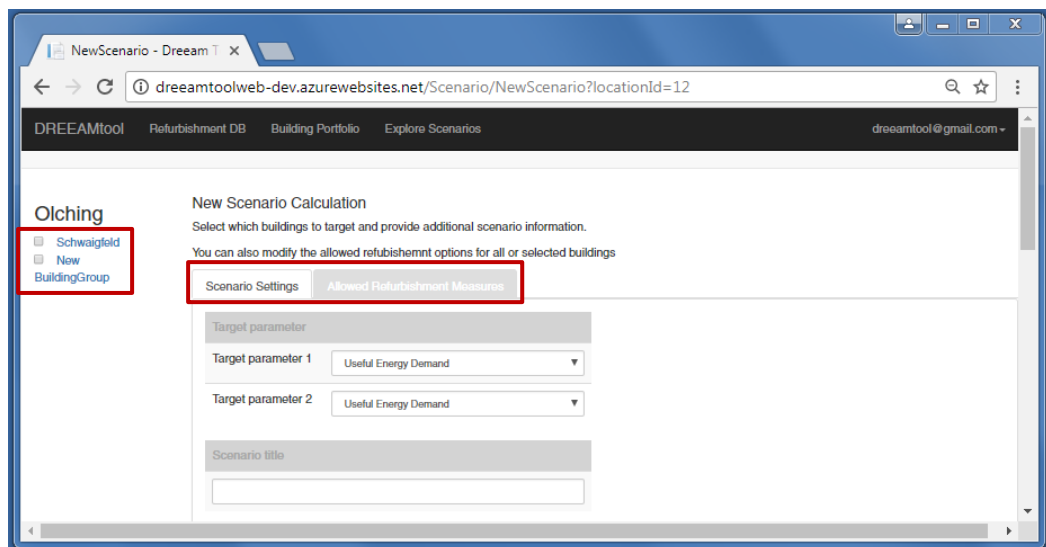 NewScenario - Dreeam T
dreeamtoolweb-dev.azurewebsites.net/Scenario/NewScenario?locationId=12
DREEAMtool Refurbishment DB Building Portfolio Explore Scenarios dreeamtool@gmail.com
Olching
Schwaigfeld
New
BuildingGroup
New Scenario Calculation
Select which buildings to target and provide additional scenario information.
You can also modify the allowed refubishemnt options for all or selected buildings
Scenario Settings Allowed Refurbishment Measures
Target parameter
Target parameter 1 Useful Energy Demand
Target parameter 2 Useful Energy Demand
Scenario title